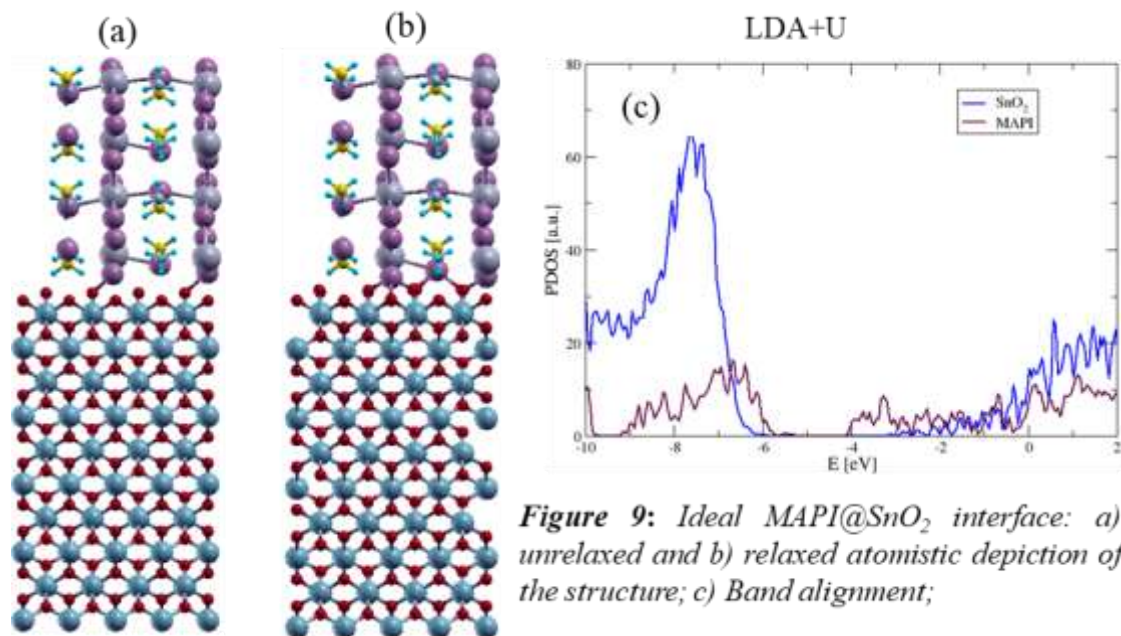 (a)
(b)
LDA+U
(c)
SnO₂
MAPI
PDOS [a.u.]
80
60
40
20
0
-10
-8
-6
-4
-2
0
2
E [eV]
Figure 9: Ideal MAPI@SnO₂ interface: a)
unrelaxed and b) relaxed atomistic depiction of
the structure; c) Band alignment;